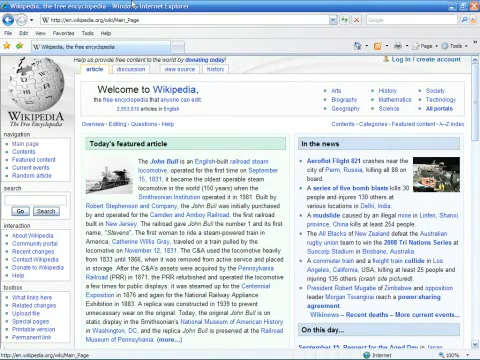 Wikipedia, the free encyclopedia - Windows Internet Explorer
http://en.wikipedia.org/wiki/Main_Page
Google
File Edit View Favorites Tools Help
Wikipedia, the free encyclopedia
Page Tools
Help us provide free content to the world by donating today!
Log in / create account
article discussion view source history
WIKIPEDIA
The Free Encyclopedia
navigation
Main page
Contents
Featured content
Current events
Random article
search
Go Search
interaction
About Wikipedia
Community portal
Recent changes
Contact Wikipedia
Donate to Wikipedia
Help
toolbox
What links here
Related changes
Upload file
Special pages
Printable version
Permanent link
Welcome to Wikipedia,
the free encyclopedia that anyone can edit.
2,553,010 articles in English
Arts History Society
Biography Mathematics Technology
Geography Science All portals
Overview · Editing · Questions · Help
Contents · Categories · Featured content · A–Z index
Today's featured article
The John Bull is an English-built railroad steam
locomotive, operated for the first time on September
15, 1831; it became the oldest operable steam
locomotive in the world (150 years) when the
Smithsonian Institution operated it in 1981. Built by
Robert Stephenson and Company, the John Bull was initially purchased
by and operated for the Camden and Amboy Railroad, the first railroad
built in New Jersey. The railroad gave John Bull the number 1 and its first
name, "Stevens". The first woman to ride a steam-powered train in
America, Catherine Willis Gray, traveled on a train pulled by the
locomotive on November 12, 1831. The C&A used the locomotive heavily
from 1833 until 1866, when it was removed from active service and placed
in storage. After the C&A's assets were acquired by the Pennsylvania
Railroad (PRR) in 1871, the PRR refurbished and operated the locomotive
a few times for public displays: it was steamed up for the Centennial
Exposition in 1876 and again for the National Railway Appliance
Exhibition in 1883. A replica was constructed in 1939 to prevent
unnecessary wear on the original. Today, the original John Bull is on
static display in the Smithsonian's National Museum of American History
in Washington, DC, and the replica John Bull is preserved at the Railroad
Museum of Pennsylvania. (more...)
In the news
Aeroflot Flight 821 crashes near the
city of Perm, Russia, killing all 88 on
board.
A series of five bomb blasts kills 30
people and injures 130 others at
various locations in Delhi, India.
A mudslide caused by an illegal mine in Linfen, Shanxi
province, China kills at least 254 people.
The All Blacks of New Zealand defeat the Australian
rugby union team to win the 2008 Tri Nations Series at
Suncorp Stadium in Brisbane, Australia.
A commuter train and a freight train collide in Los
Angeles, California, USA, killing at least 25 people and
injuring 135 others (crash site pictured).
President Robert Mugabe of Zimbabwe and opposition
leader Morgan Tsvangirai reach a power-sharing
agreement.
Wikinews – Recent deaths – More current events...
On this day...
http://en.wikipedia.org/wiki/Main_Page
Internet
100%